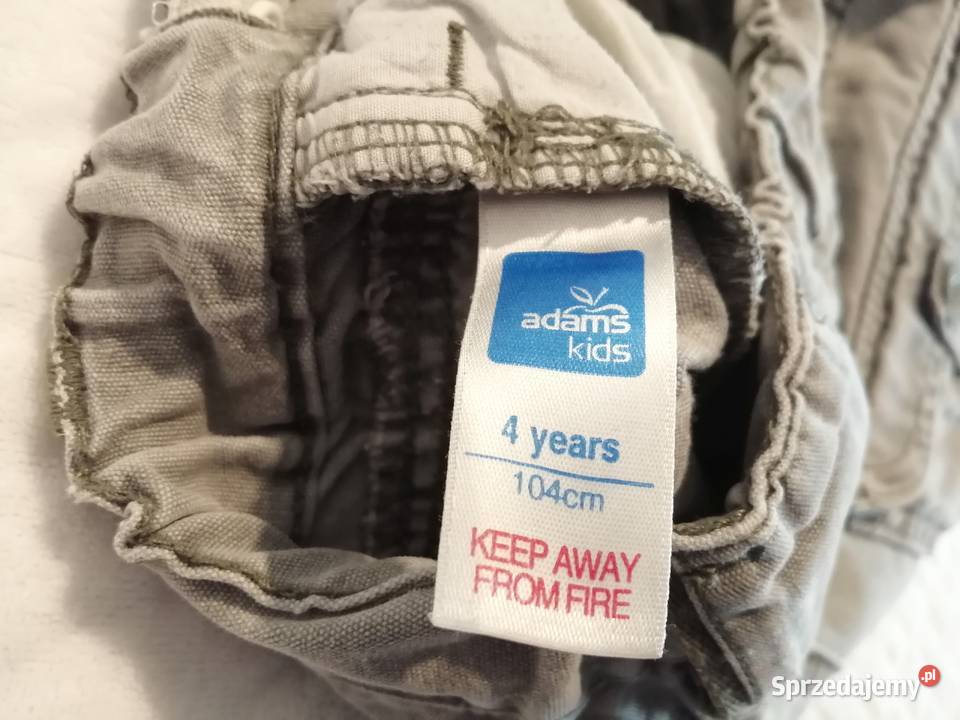 adams
kids
4 years
104cm
KEEP AWAY
FROM FIRE
Sprzedajemy.pl